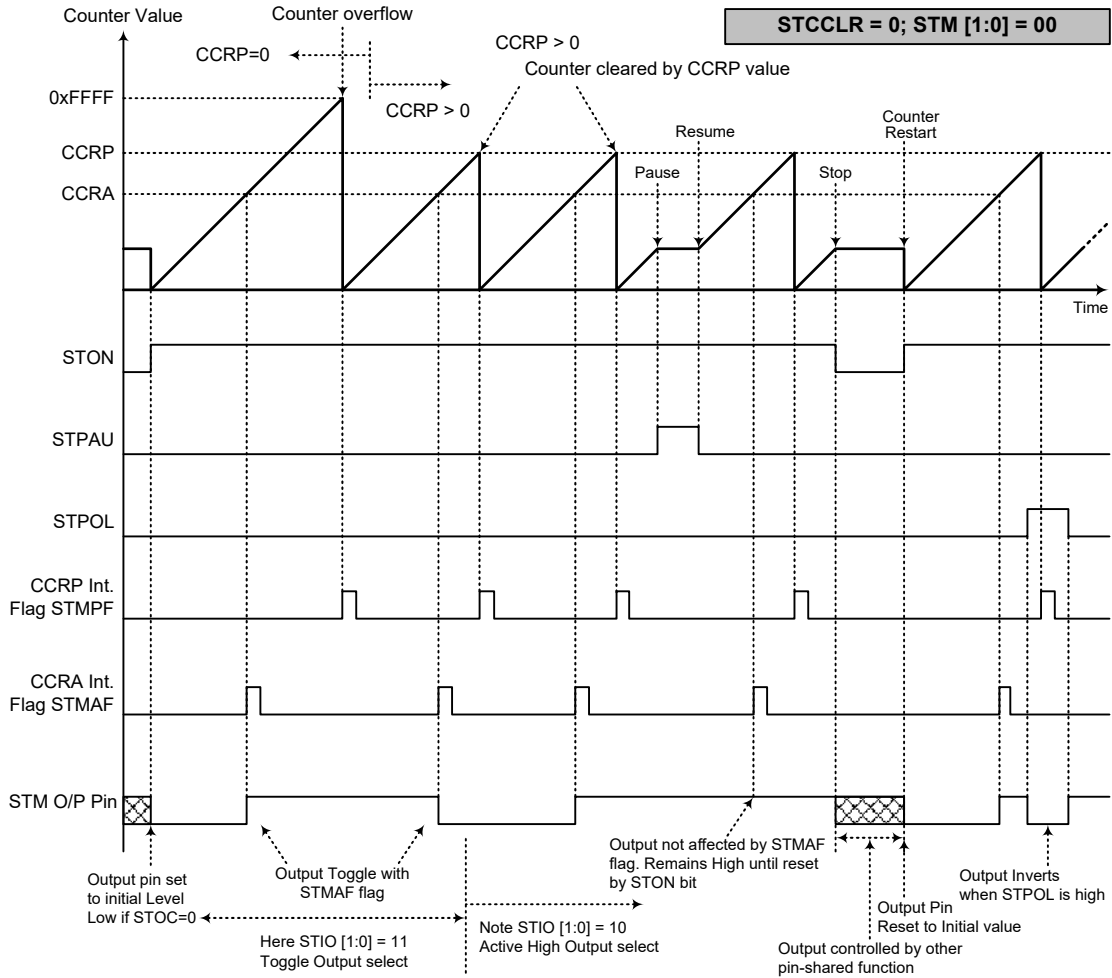 Counter Value
Counter overflow
STCCLR = 0; STM [1:0] = 00
CCRP=0
CCRP > 0
CCRP > 0
Counter cleared by CCRP value
0xFFFF
CCRP
CCRA
Pause
Resume
Stop
Counter
Restart
Time
STON
STPAU
STPOL
CCRP Int.
Flag STMPF
CCRA Int.
Flag STMAF
STM O/P Pin
Output pin set
to initial Level
Low if STOC=0
Output Toggle with
STMAF flag
Here STIO [1:0] = 11
Toggle Output select
Note STIO [1:0] = 10
Active High Output select
Output not affected by STMAF
flag. Remains High until reset
by STON bit
Output controlled by other
pin-shared function
Output Pin
Reset to Initial value
Output Inverts
when STPOL is high